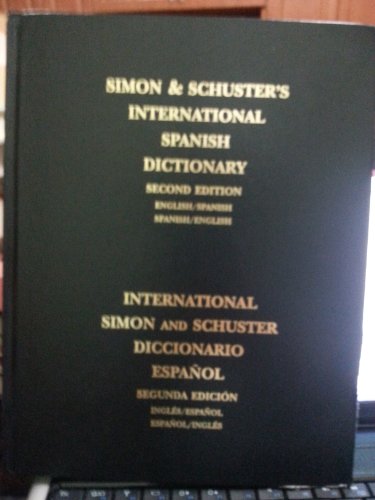 SIMON & SCHUSTER'S
INTERNATIONAL
SPANISH
DICTIONARY
SECOND EDITION
ENGLISH/SPANISH
SPANISH/ENGLISH
INTERNATIONAL
SIMON AND SCHUSTER
DICCIONARIO
ESPAÑOL
SEGUNDA EDICIÓN
INGLÉS/ESPAÑOL
ESPAÑOL/INGLÉS